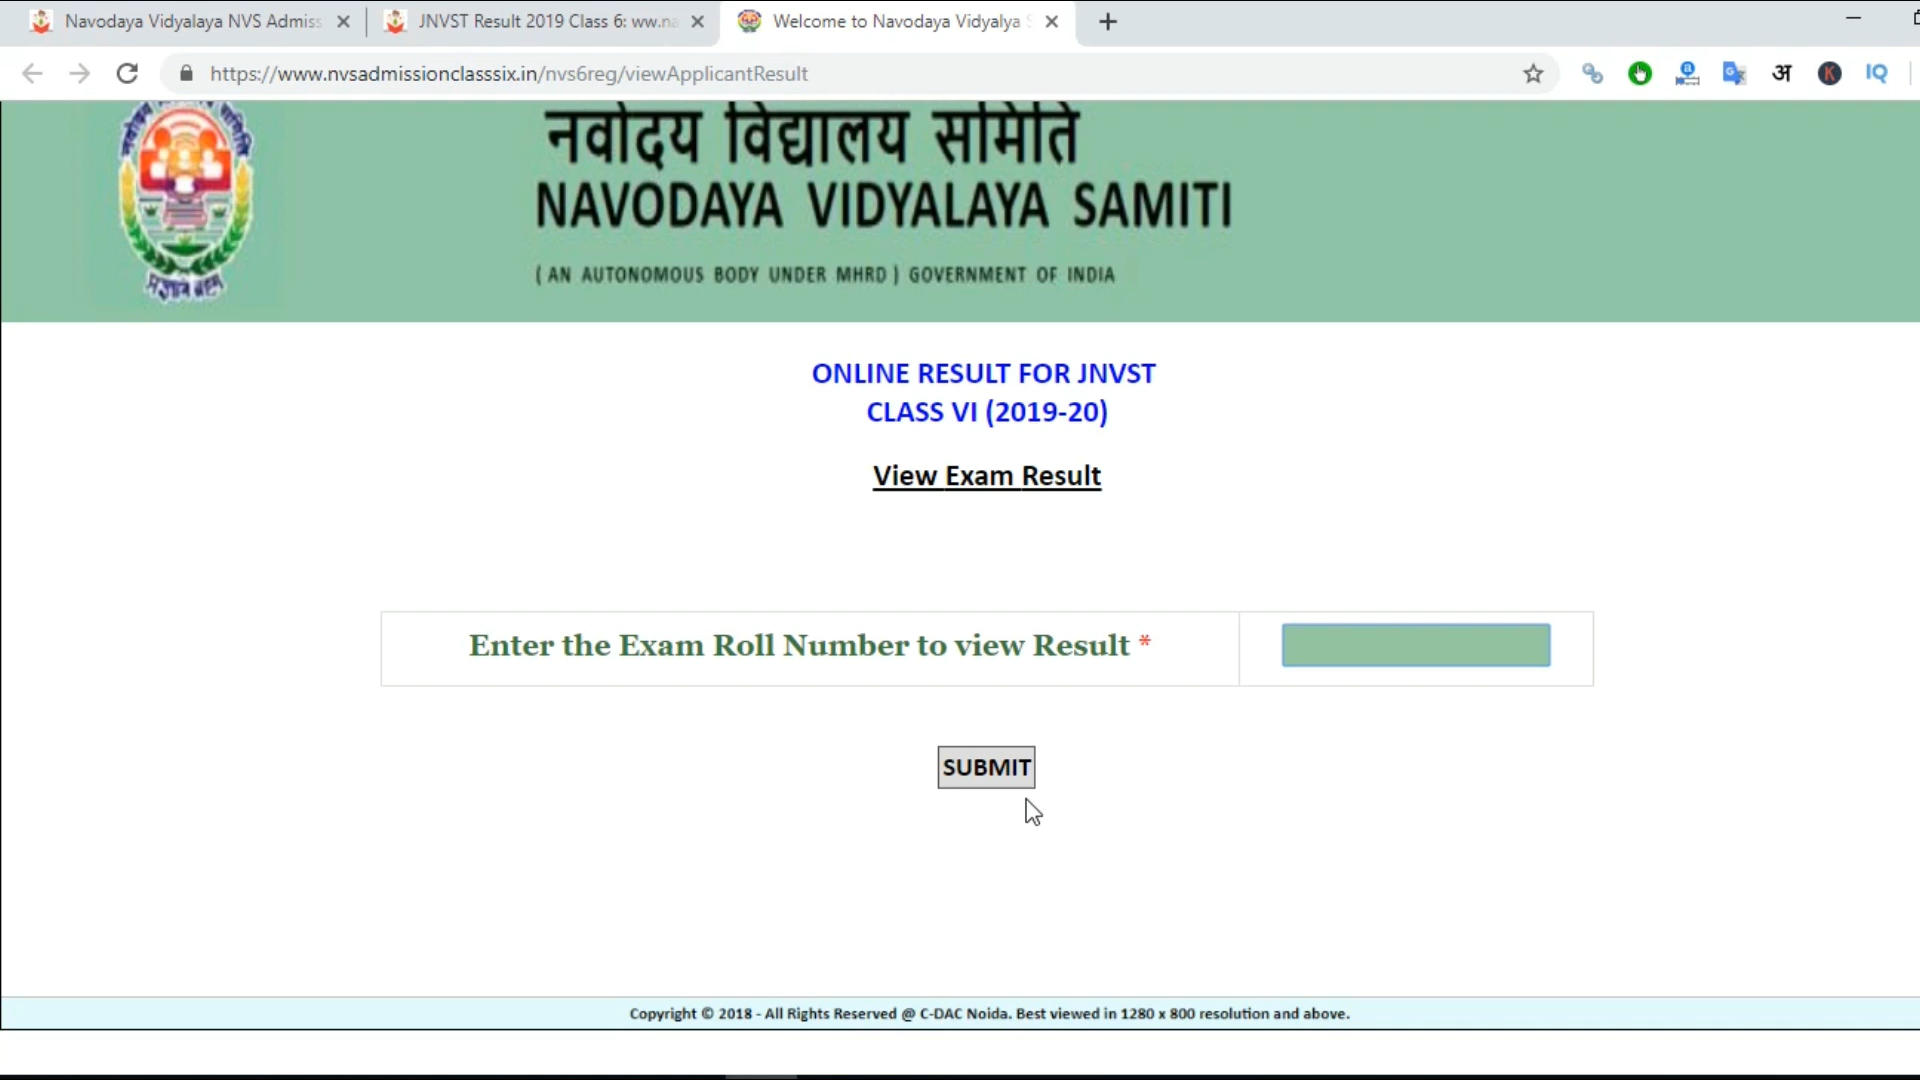 Navodaya Vidyalaya NVS Admiss
JNVST Result 2019 Class 6: ww.na
Welcome to Navodaya Vidyalya S
https://www.nvsadmissionclasssix.in/nvs6reg/viewApplicantResult
अ
K
IQ
नवोदय विद्यालय समिति
NAVODAYA VIDYALAYA SAMITI
( AN AUTONOMOUS BODY UNDER MHRD ) GOVERNMENT OF INDIA
ONLINE RESULT FOR JNVST
CLASS VI (2019-20)
View Exam Result
Enter the Exam Roll Number to view Result *
SUBMIT
Copyright © 2018 - All Rights Reserved @ C-DAC Noida. Best viewed in 1280 x 800 resolution and above.